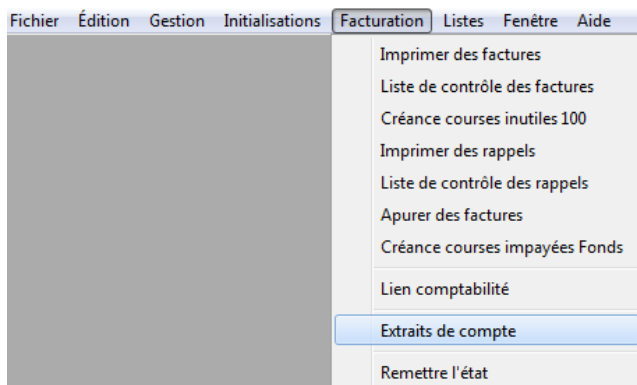 Fichier Édition Gestion Initialisations Facturation Listes Fenêtre Aide
Imprimer des factures
Liste de contrôle des factures
Créance courses inutiles 100
Imprimer des rappels
Liste de contrôle des rappels
Apurer des factures
Créance courses impayées Fonds
Lien comptabilité
Extraits de compte
Remettre l'état